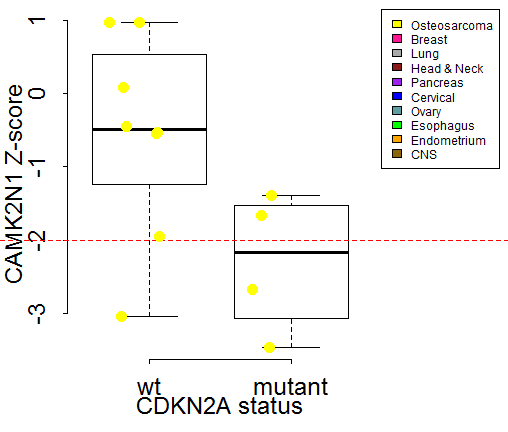 CAMK2N1 Z-score
1
0
-1
-2
-3
wt
mutant
CDKN2A status
Osteosarcoma
Breast
Lung
Head & Neck
Pancreas
Cervical
Ovary
Esophagus
Endometrium
CNS